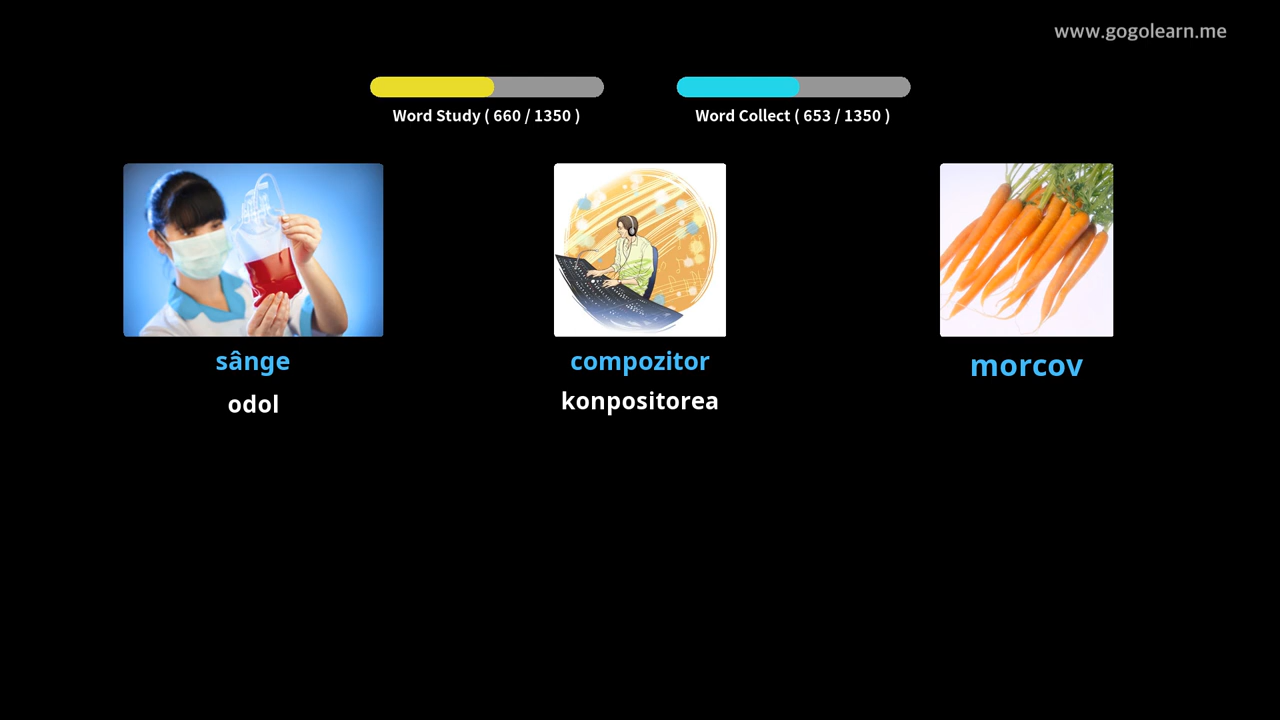 www.gogolearn.me
Word Study ( 660 / 1350 )
Word Collect ( 653 / 1350 )
sânge
odol
compozitor
konpositorea
morcov